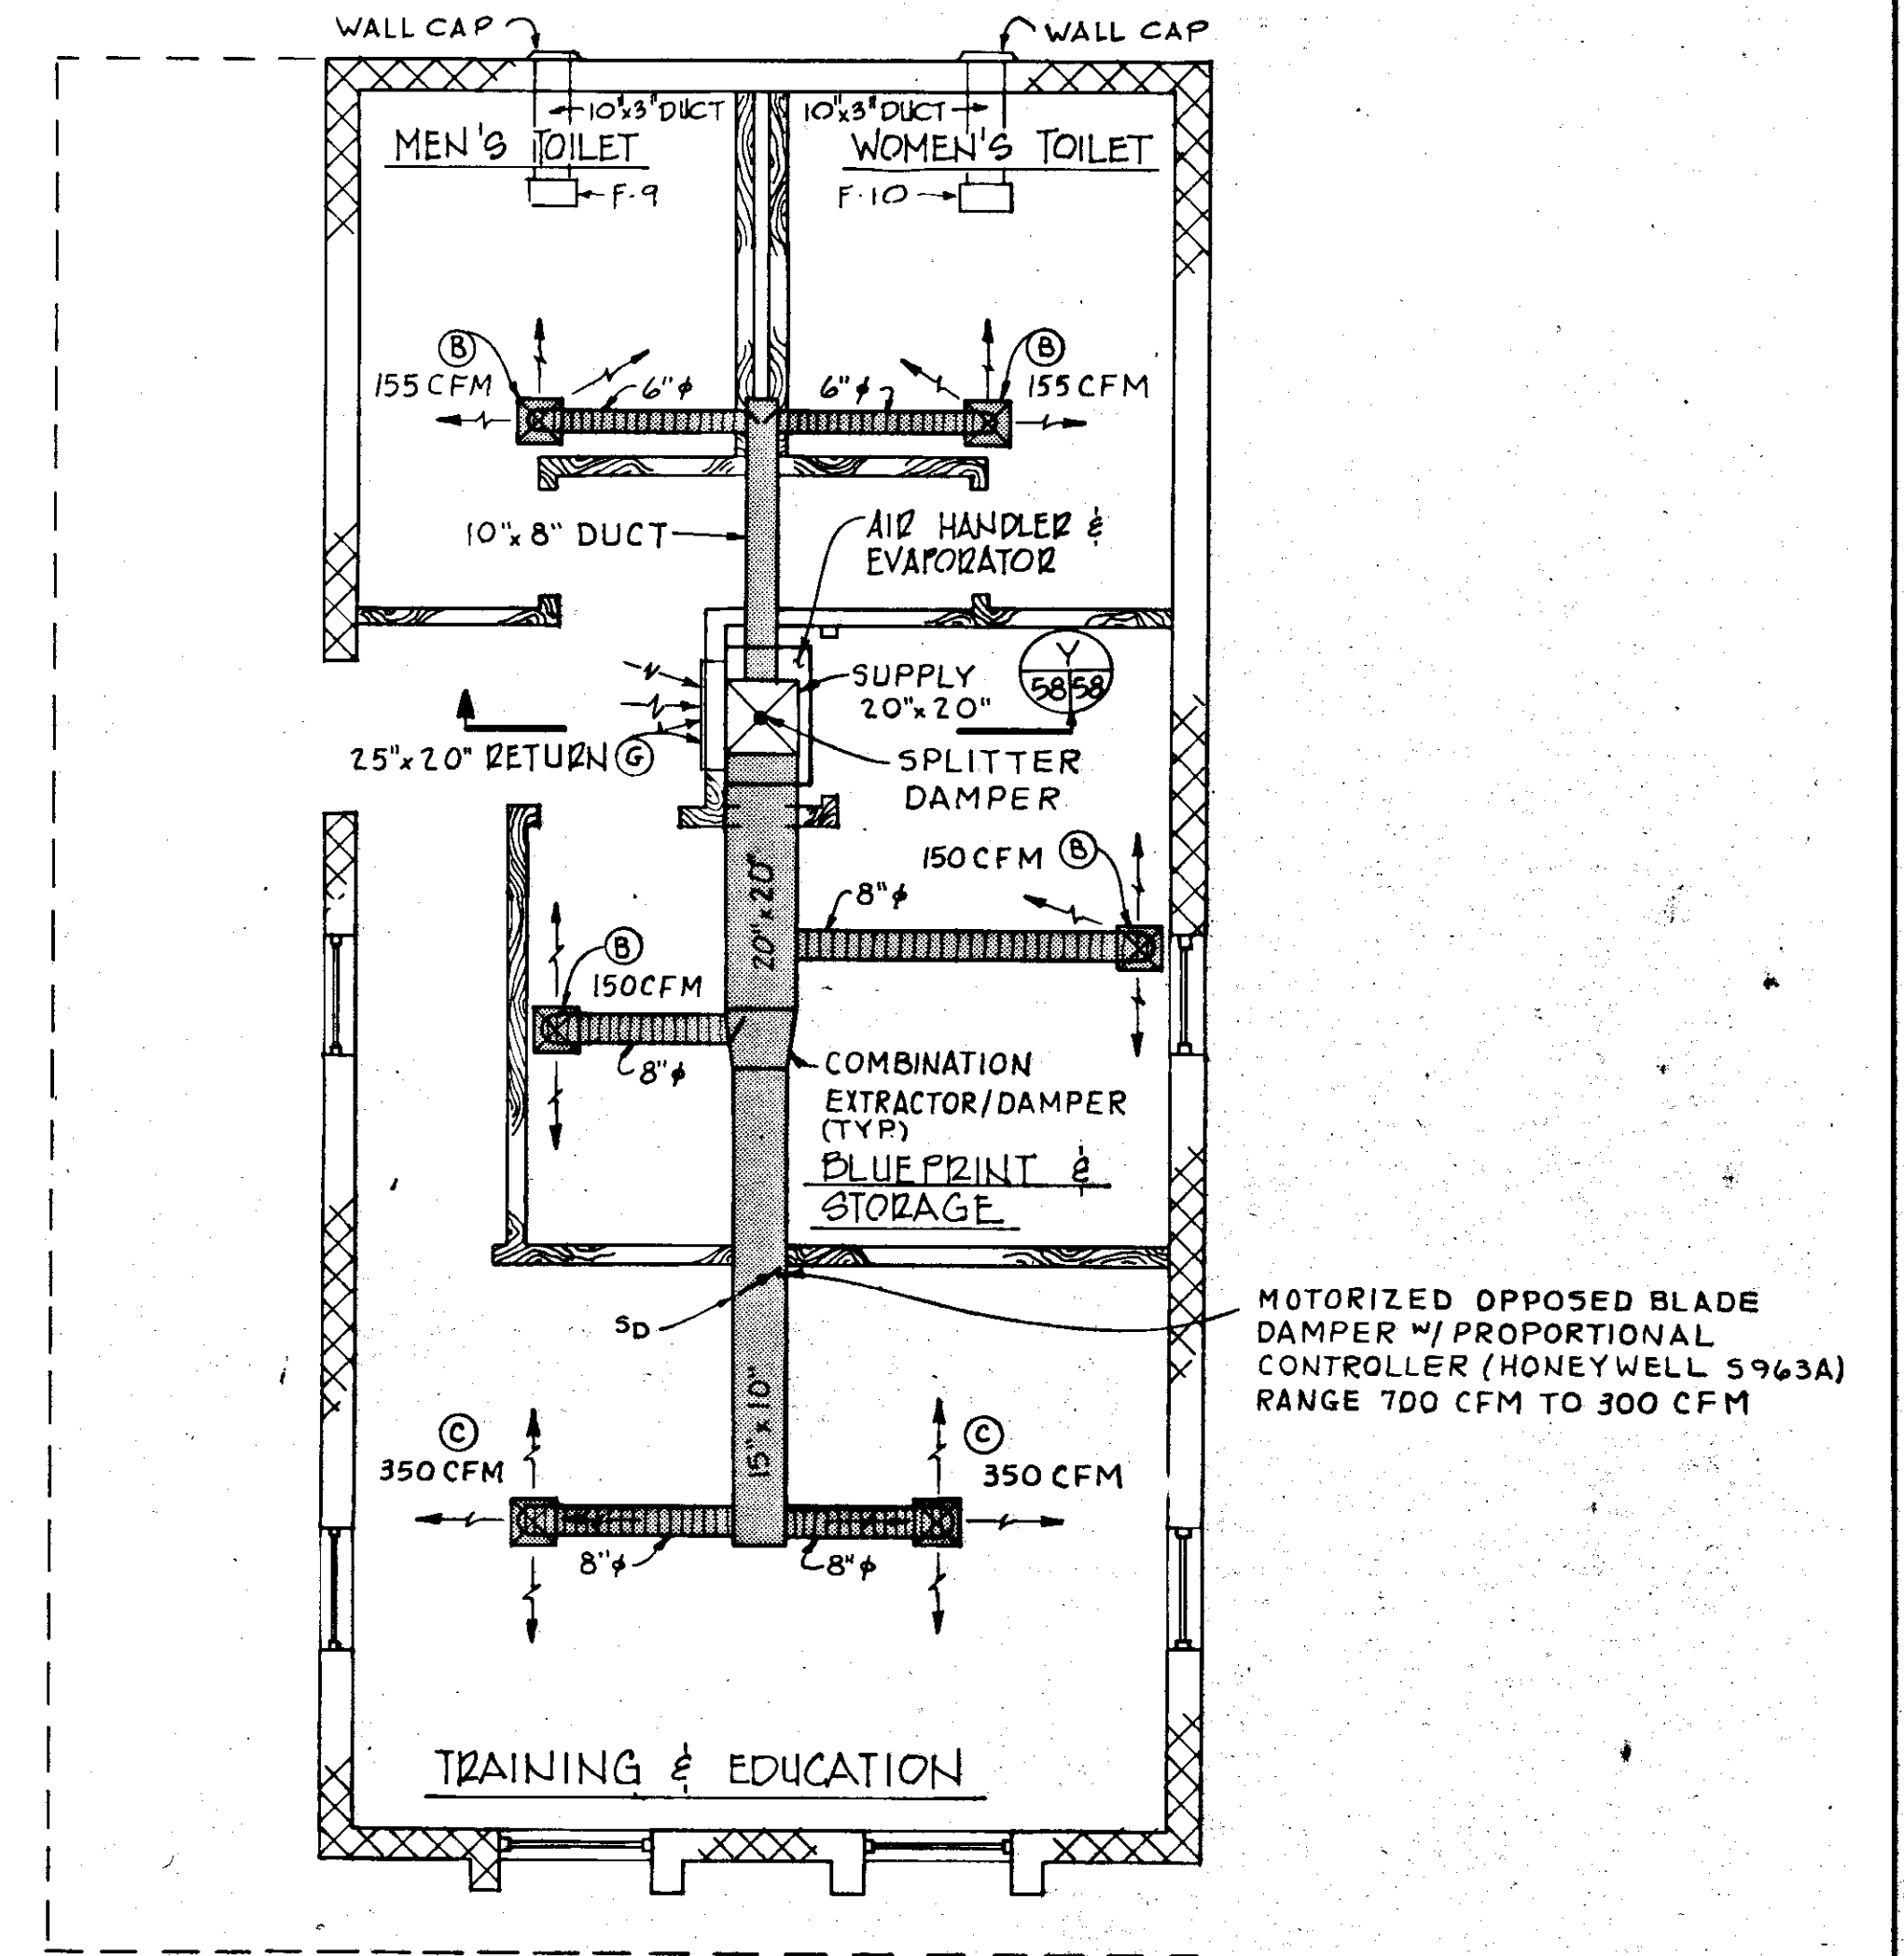 WALL CAP
WALL CAP
10"x3" DUCT
10"x3" DUCT
MEN'S TOILET
WOMEN'S TOILET
F-9
F-10
B
155 CFM
6"φ
6"φ
B
155 CFM
10"x 8" DUCT
AIR HANDLER &
EVAPORATOR
SUPPLY
20"x 20"
Y
58 58
25"x 20" RETURN G
SPLITTER
DAMPER
150 CFM B
8"φ
20"x 20"
B
150 CFM
8"φ
COMBINATION
EXTRACTOR/DAMPER
(TYP.)
BLUEPRINT &
STORAGE
SD
MOTORIZED OPPOSED BLADE
DAMPER W/ PROPORTIONAL
CONTROLLER (HONEYWELL S963A)
RANGE 700 CFM TO 300 CFM
15"x 10"
C
350 CFM
C
350 CFM
8"φ
8"φ
TRAINING & EDUCATION